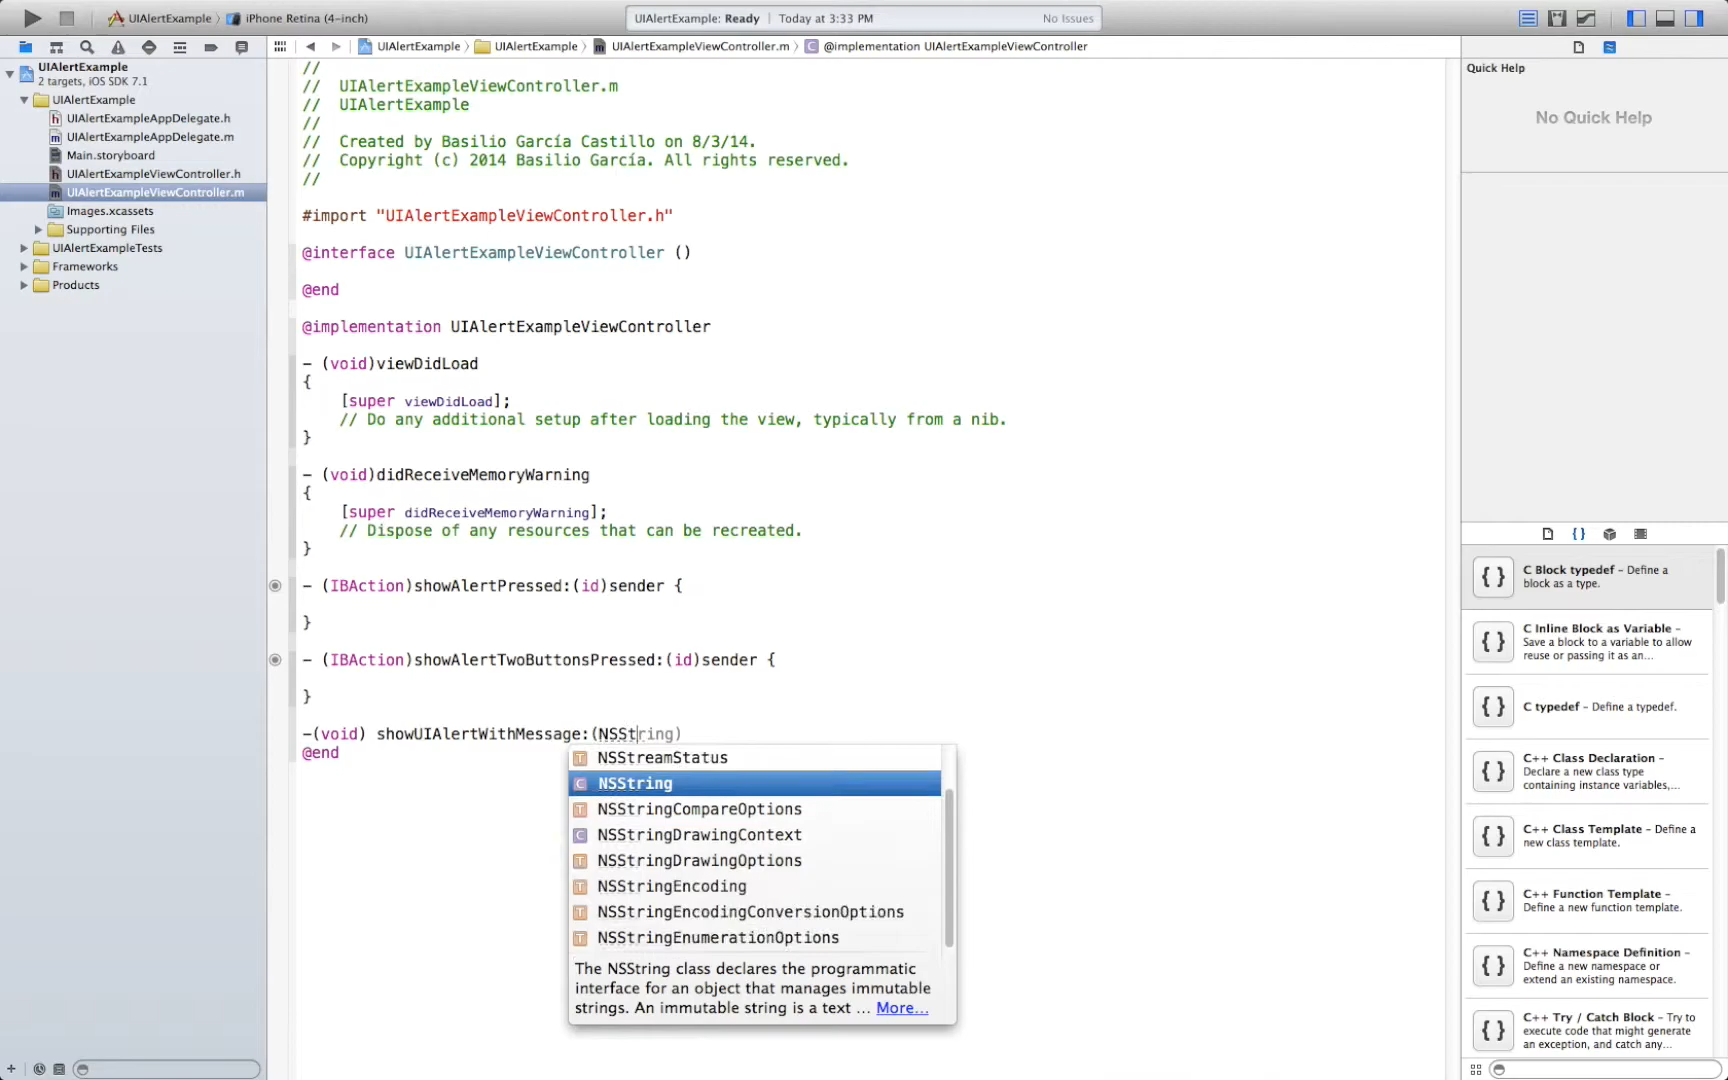 UIAlertExample
iPhone Retina (4-inch)
UIAlertExample: Ready
Today at 3:33 PM
No Issues
UIAlertExample
UIAlertExample
UIAlertExampleViewController.m
@implementation UIAlertExampleViewController
UIAlertExample
2 targets, iOS SDK 7.1
UIAlertExample
UIAlertExampleAppDelegate.h
UIAlertExampleAppDelegate.m
Main.storyboard
UIAlertExampleViewController.h
UIAlertExampleViewController.m
Images.xcassets
Supporting Files
UIAlertExampleTests
Frameworks
Products
//
// UIAlertExampleViewController.m
// UIAlertExample
//
// Created by Basilio García Castillo on 8/3/14.
// Copyright (c) 2014 Basilio García. All rights reserved.
//
#import "UIAlertExampleViewController.h"
@interface UIAlertExampleViewController ()
@end
@implementation UIAlertExampleViewController
- (void)viewDidLoad
{
[super viewDidLoad];
// Do any additional setup after loading the view, typically from a nib.
}
- (void)didReceiveMemoryWarning
{
[super didReceiveMemoryWarning];
// Dispose of any resources that can be recreated.
}
- (IBAction)showAlertPressed:(id)sender {
}
- (IBAction)showAlertTwoButtonsPressed:(id)sender {
}
-(void) showUIAlertWithMessage:(NSString)
@end
NSStreamStatus
C NSString
T NSStringCompareOptions
C NSStringDrawingContext
T NSStringDrawingOptions
T NSStringEncoding
T NSStringEncodingConversionOptions
T NSStringEnumerationOptions
The NSString class declares the programmatic
interface for an object that manages immutable
strings. An immutable string is a text ... More...
Quick Help
No Quick Help
C Block typedef – Define a
block as a type.
C Inline Block as Variable –
Save a block to a variable to allow
reuse or passing it as an...
C typedef – Define a typedef.
C++ Class Declaration –
Declare a new class type
containing instance variables,...
C++ Class Template – Define a
new class template.
C++ Function Template –
Define a new function template.
C++ Namespace Definition –
Define a new namespace or
extend an existing namespace.
C++ Try / Catch Block – Try to
execute code that might generate
an exception, and catch any...